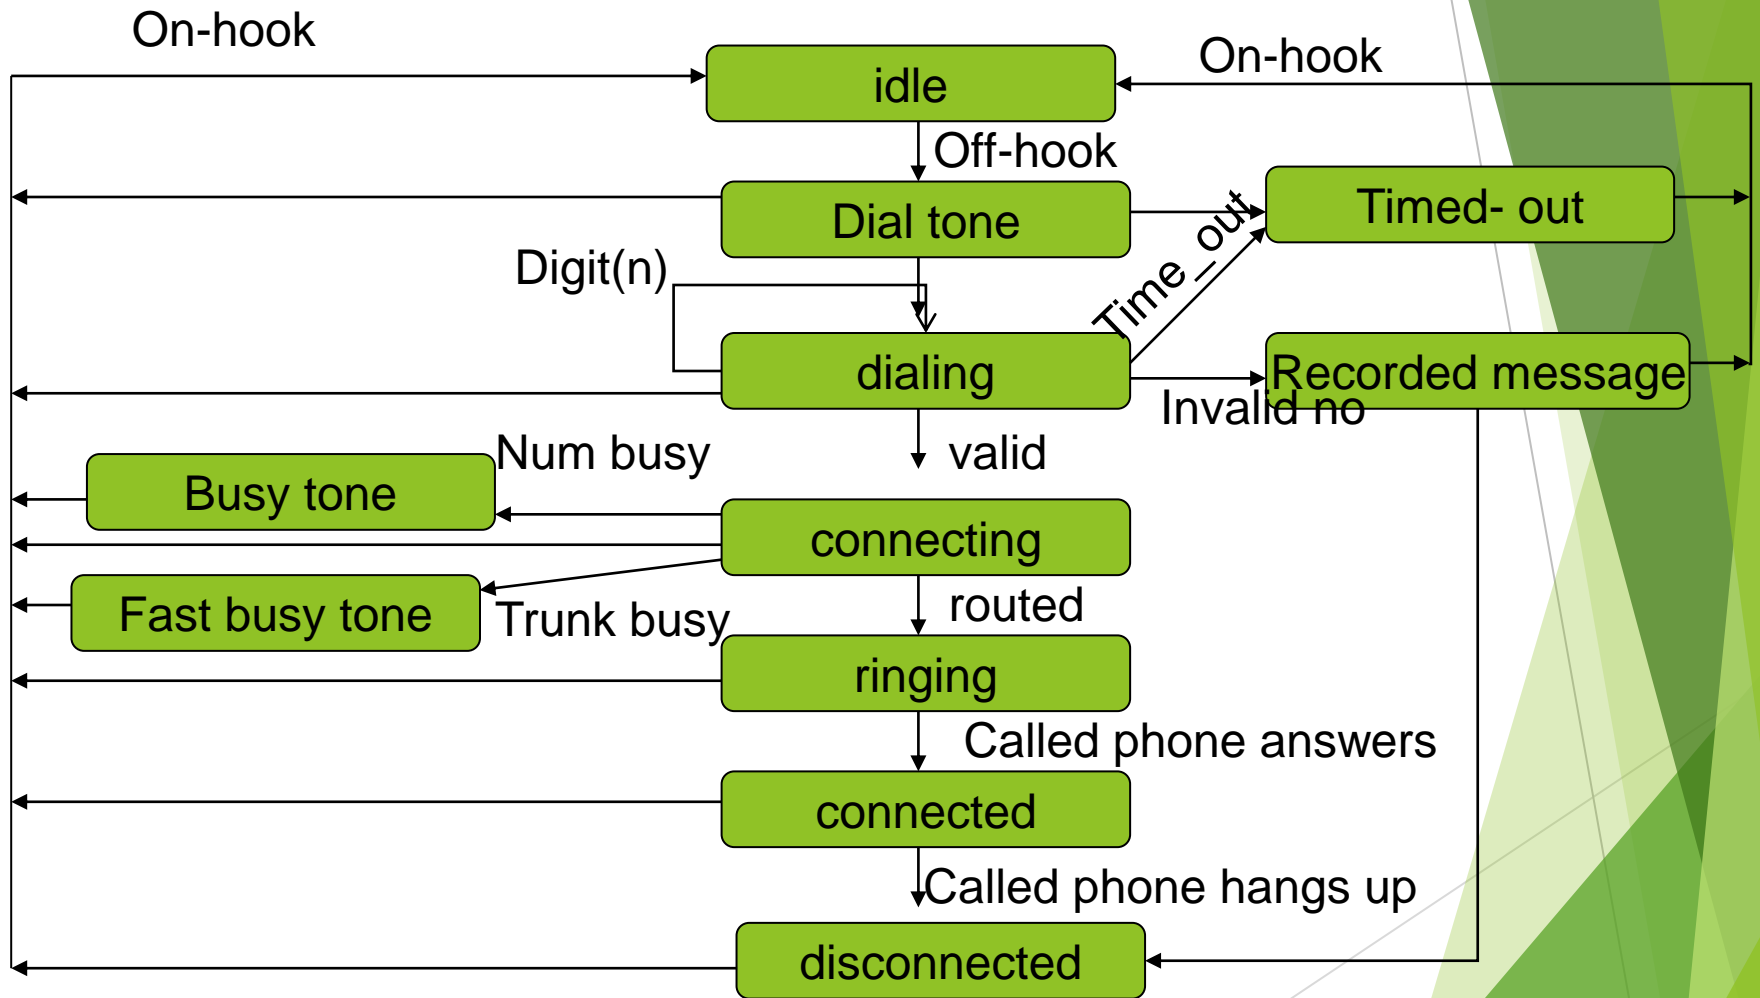 On-hook
idle
On-hook
Off-hook
Dial tone
Timed- out
Time_out
Digit(n)
dialing
Recorded message
Invalid no
valid
Num busy
Busy tone
connecting
Fast busy tone
Trunk busy
routed
ringing
Called phone answers
connected
Called phone hangs up
disconnected